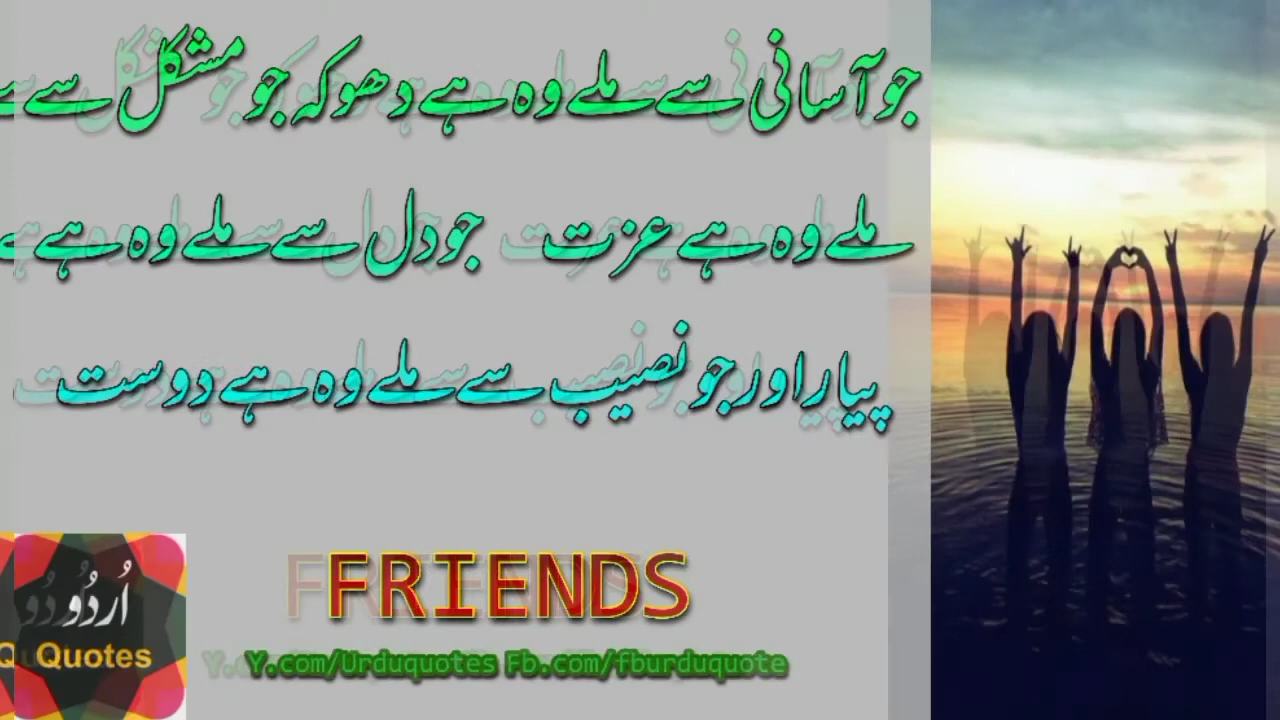 جو آسانی سے ملے وہ ہے دھوکہ جو مشکل سے
ملے وہ ہے عزت جو دل سے ملے وہ ہے
پیار اور جو نصیب سے ملے وہ ہے دوست
FRIENDS
Y.com/Urduquotes Fb.com/fburduquote
اُردُو
Quotes